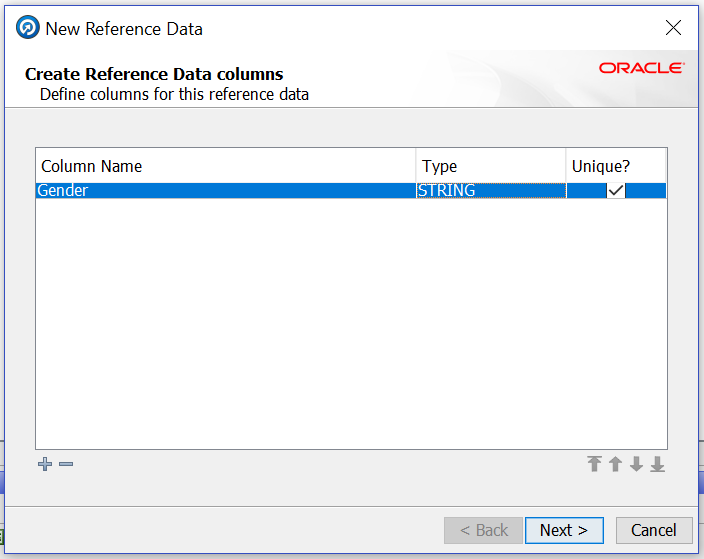 New Reference Data
Create Reference Data columns
ORACLE
Define columns for this reference data
Column Name Type Unique?
Gender STRING
< Back Next > Cancel